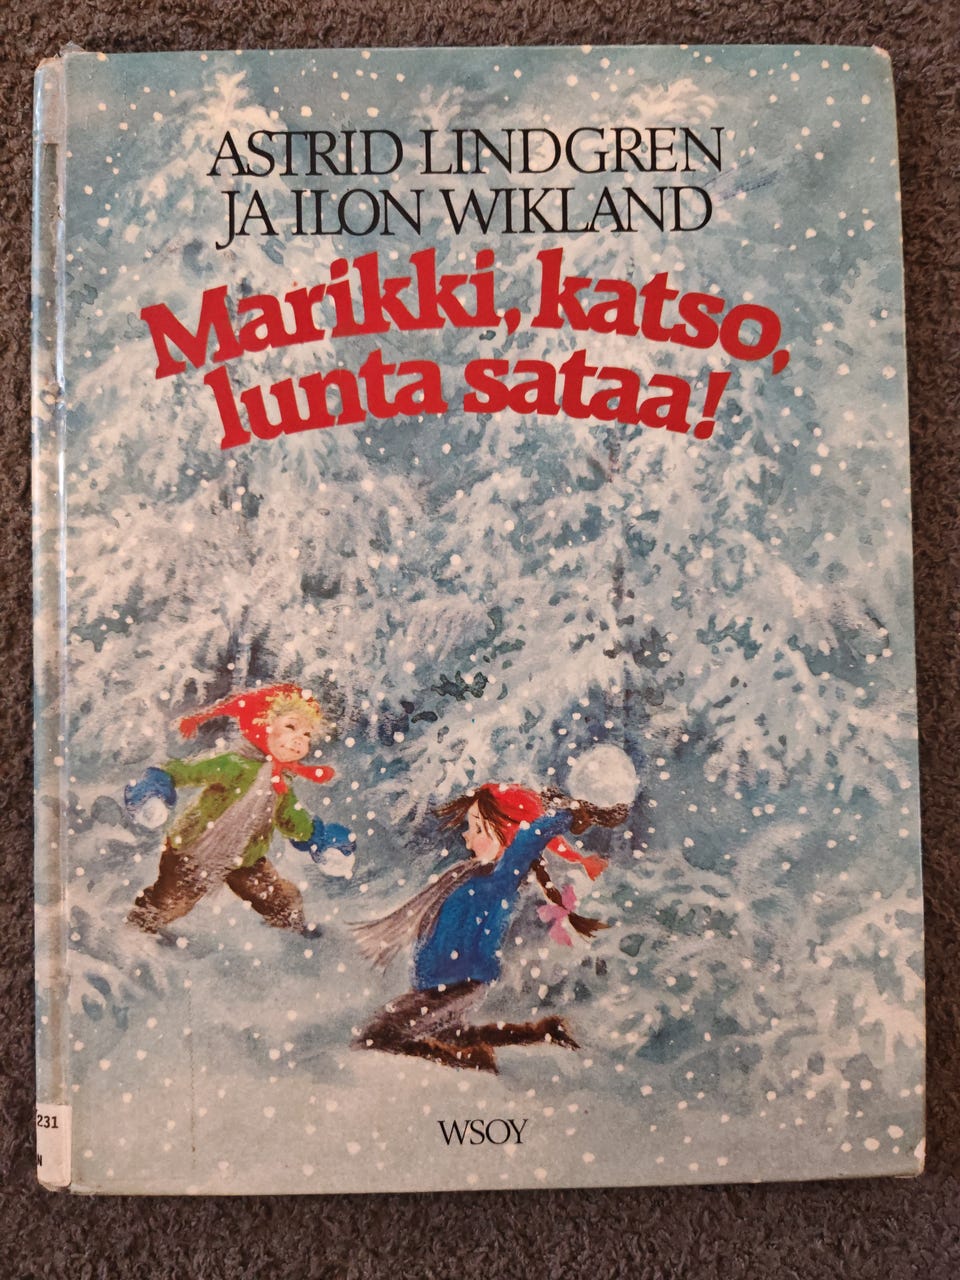 ASTRID LINDGREN
JA ILON WIKLAND
Marikki, katso,
lunta sataa!
WSOY
231
N